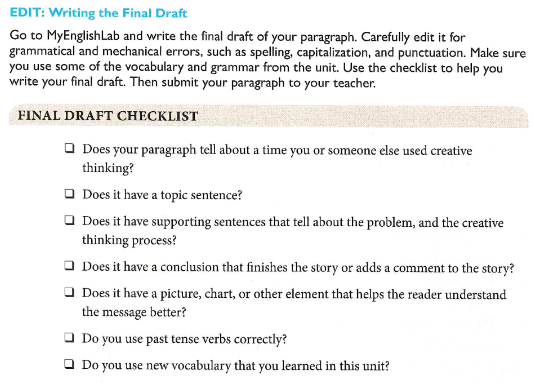 EDIT: Writing the Final Draft
Go to MyEnglishLab and write the final draft of your paragraph. Carefully edit it for
grammatical and mechanical errors, such as spelling, capitalization, and punctuation. Make sure
you use some of the vocabulary and grammar from the unit. Use the checklist to help you
write your final draft. Then submit your paragraph to your teacher.
FINAL DRAFT CHECKLIST
❑ Does your paragraph tell about a time you or someone else used creative
thinking?
❑ Does it have a topic sentence?
❑ Does it have supporting sentences that tell about the problem, and the creative
thinking process?
❑ Does it have a conclusion that finishes the story or adds a comment to the story?
❑ Does it have a picture, chart, or other element that helps the reader understand
the message better?
❑ Do you use past tense verbs correctly?
❑ Do you use new vocabulary that you learned in this unit?